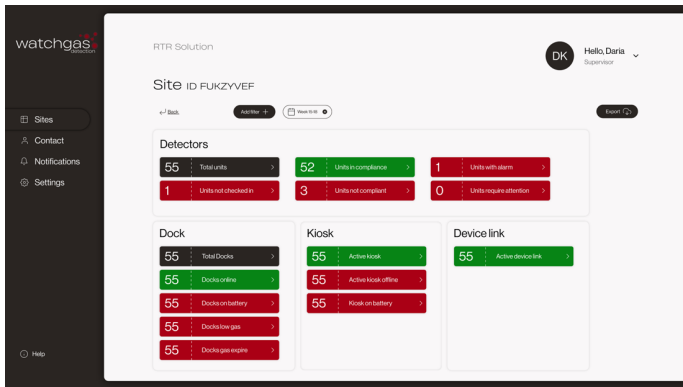 watchgas
detection
Sites
Contact
Notifications
Settings
Help
RTR Solution
DK
Hello, Daria
Supervisor
Site ID FUKZYVEF
Back
Add filter +
Week 15-18
Export
Detectors
55 Total units
52 Units in compliance
1 Units with alarm
1 Units not checked in
3 Units not compliant
0 Units require attention
Dock
55 Total Docks
55 Docks online
55 Docks on battery
55 Docks low gas
55 Docks gas expire
Kiosk
55 Active kiosk
55 Active kiosk offline
55 Kiosk on battery
Device link
55 Active device link